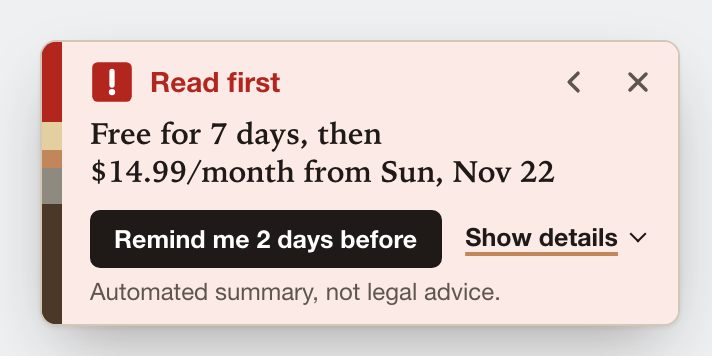 Read first
Free for 7 days, then
$14.99/month from Sun, Nov 22
Remind me 2 days before
Show details
Automated summary, not legal advice.